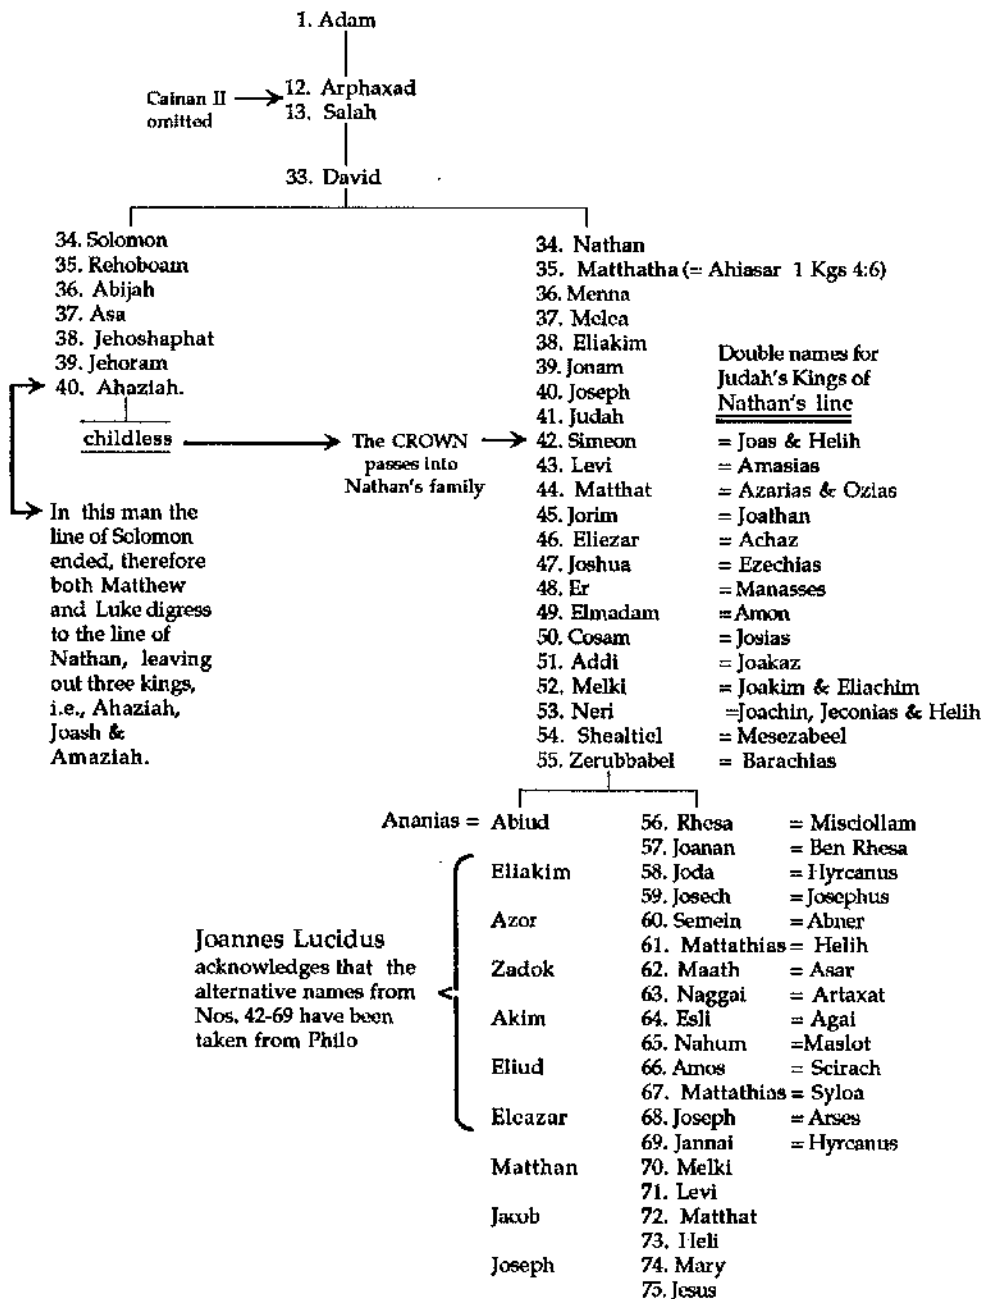 1. Adam
Cainan II
omitted
12. Arphaxad
13. Salah
33. David
34. Solomon
35. Rehoboam
36. Abijah
37. Asa
38. Jehoshaphat
39. Jehoram
40. Ahaziah.
childless
In this man the
line of Solomon
ended, therefore
both Matthew
and Luke digress
to the line of
Nathan, leaving
out three kings,
i.e., Ahaziah,
Joash &
Amaziah.
The CROWN
passes into
Nathan's family
Double names for
Judah's Kings of
Nathan's line
34. Nathan
35. Matthatha (= Ahiasar 1 Kgs 4:6)
36. Menna
37. Melea
38. Eliakim
39. Jonam
40. Joseph
41. Judah
42. Simeon = Joas & Helih
43. Levi = Amasias
44. Matthat = Azarias & Ozias
45. Jorim = Joathan
46. Eliezar = Achaz
47. Joshua = Ezechias
48. Er = Manasses
49. Elmadam = Amon
50. Cosam = Josias
51. Addi = Joakaz
52. Melki = Joakim & Eliachim
53. Neri =Joachin, Jeconias & Helih
54. Shealtiel = Mesezabeel
55. Zerubbabel = Barachias
Ananias = Abiud
Eliakim
Azor
Zadok
Akim
Eliud
Eleazar
Matthan
Jacob
Joseph
Joannes Lucidus
acknowledges that the
alternative names from
Nos. 42-69 have been
taken from Philo
56. Rhesa = Misciollam
57. Joanan = Ben Rhesa
58. Joda = Hyrcanus
59. Josech =Josephus
60. Semein = Abner
61. Mattathias = Helih
62. Maath = Asar
63. Naggai = Artaxat
64. Esli = Agai
65. Nahum =Maslot
66. Amos = Scirach
67. Mattathias = Syloa
68. Joseph = Arses
69. Jannai = Hyrcanus
70. Melki
71. Levi
72. Matthat
73. Heli
74. Mary
75. Jesus